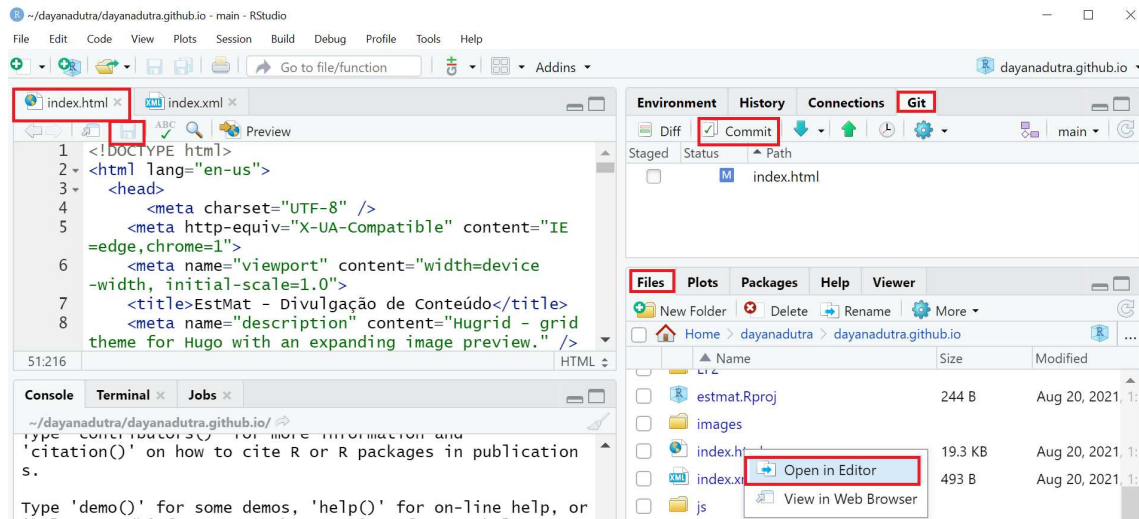 ~/dayanadutra/dayanadutra.github.io - main - RStudio
File Edit Code View Plots Session Build Debug Profile Tools Help
Go to file/function Addins dayanadutra.github.io
index.html index.xml
ABC Preview
1 <!DOCTYPE html>
2 <html lang="en-us">
3 <head>
4 <meta charset="UTF-8" />
5 <meta http-equiv="X-UA-Compatible" content="IE
=edge,chrome=1">
6 <meta name="viewport" content="width=device
-width, initial-scale=1.0">
7 <title>EstMat - Divulgação de Conteúdo</title>
8 <meta name="description" content="Hugrid - grid
theme for Hugo with an expanding image preview." />
51:216 HTML
Console Terminal Jobs
~/dayanadutra/dayanadutra.github.io/
'citation()' on how to cite R or R packages in publication
s.
Type 'demo()' for some demos, 'help()' for on-line help, or
Environment History Connections Git
Diff Commit main
Staged Status Path
M index.html
Files Plots Packages Help Viewer
New Folder Delete Rename More
Home > dayanadutra > dayanadutra.github.io
Name Size Modified
estmat.Rproj 244 B Aug 20, 2021, 1:
images
19.3 KB Aug 20, 2021, 1:
493 B Aug 20, 2021, 1:
js
Open in Editor
View in Web Browser